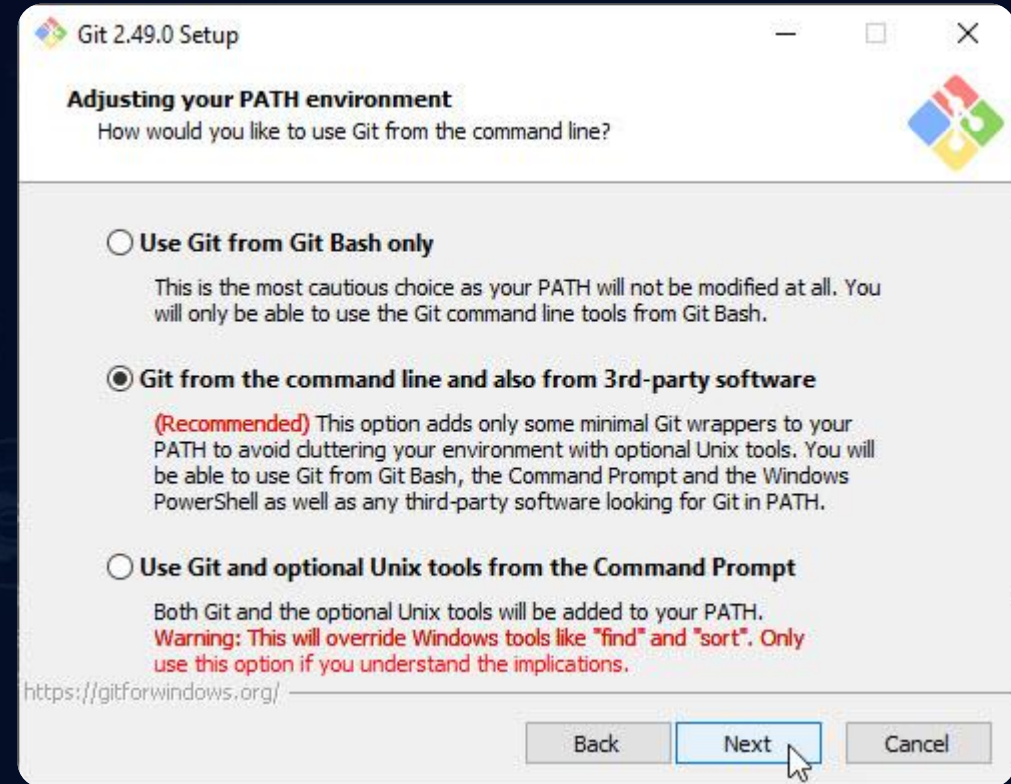 Git 2.49.0 Setup
Adjusting your PATH environment
How would you like to use Git from the command line?
Use Git from Git Bash only
This is the most cautious choice as your PATH will not be modified at all. You
will only be able to use the Git command line tools from Git Bash.
Git from the command line and also from 3rd-party software
(Recommended) This option adds only some minimal Git wrappers to your
PATH to avoid cluttering your environment with optional Unix tools. You will
be able to use Git from Git Bash, the Command Prompt and the Windows
PowerShell as well as any third-party software looking for Git in PATH.
Use Git and optional Unix tools from the Command Prompt
Both Git and the optional Unix tools will be added to your PATH.
Warning: This will override Windows tools like "find" and "sort". Only
use this option if you understand the implications.
https://gitforwindows.org/
Back Next Cancel